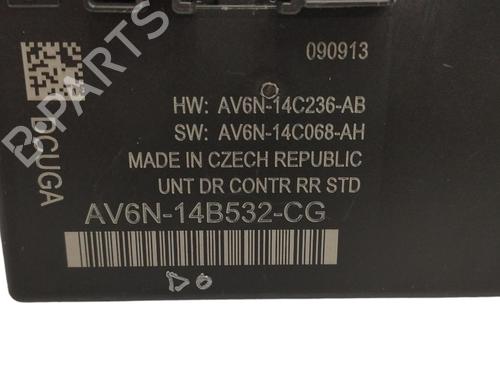 B-PARTS
090913
DCUGA
HW: AV6N-14C236-AB
SW: AV6N-14C068-AH
MADE IN CZECH REPUBLIC
UNT DR CONTR RR STD
AV6N-14B532-CG